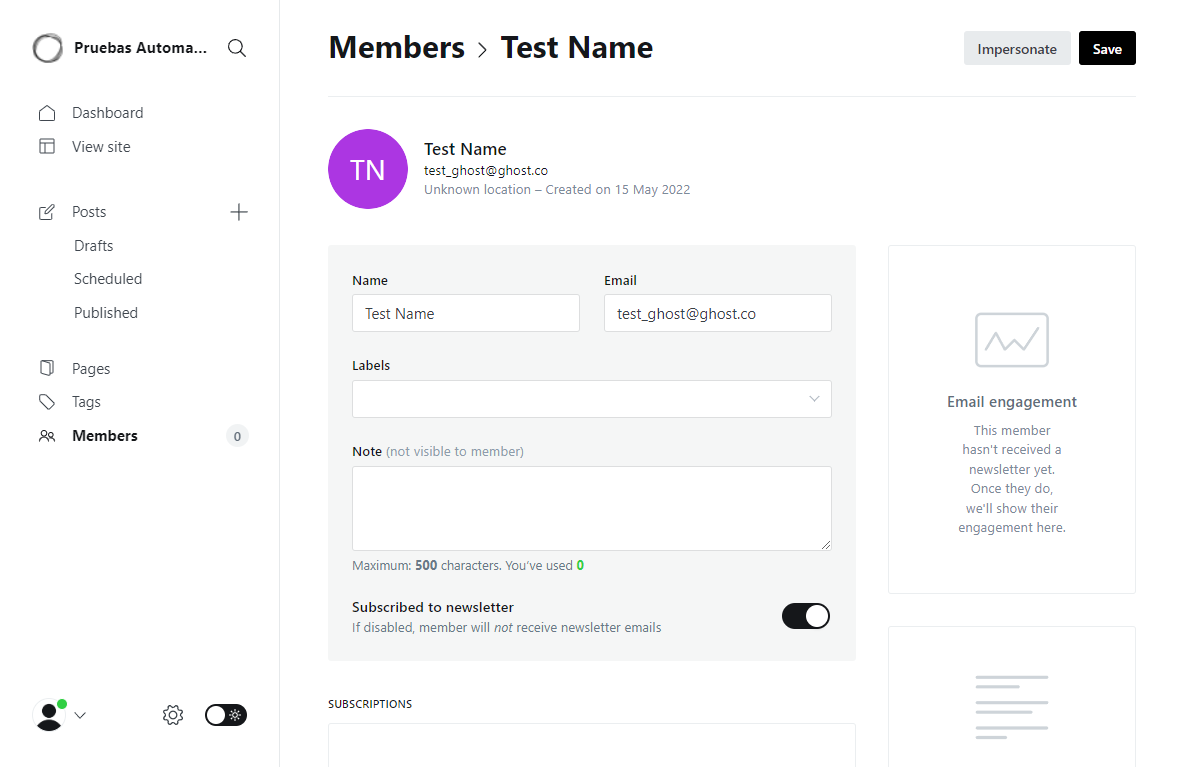 Pruebas Automa...
Dashboard
View site
Posts
Drafts
Scheduled
Published
Pages
Tags
Members
0
Members > Test Name
Impersonate
Save
TN
Test Name
test_ghost@ghost.co
Unknown location – Created on 15 May 2022
Name
Email
Test Name
test_ghost@ghost.co
Labels
Note (not visible to member)
Maximum: 500 characters. You’ve used 0
Subscribed to newsletter
If disabled, member will not receive newsletter emails
SUBSCRIPTIONS
Email engagement
This member
hasn't received a
newsletter yet.
Once they do,
we'll show their
engagement here.